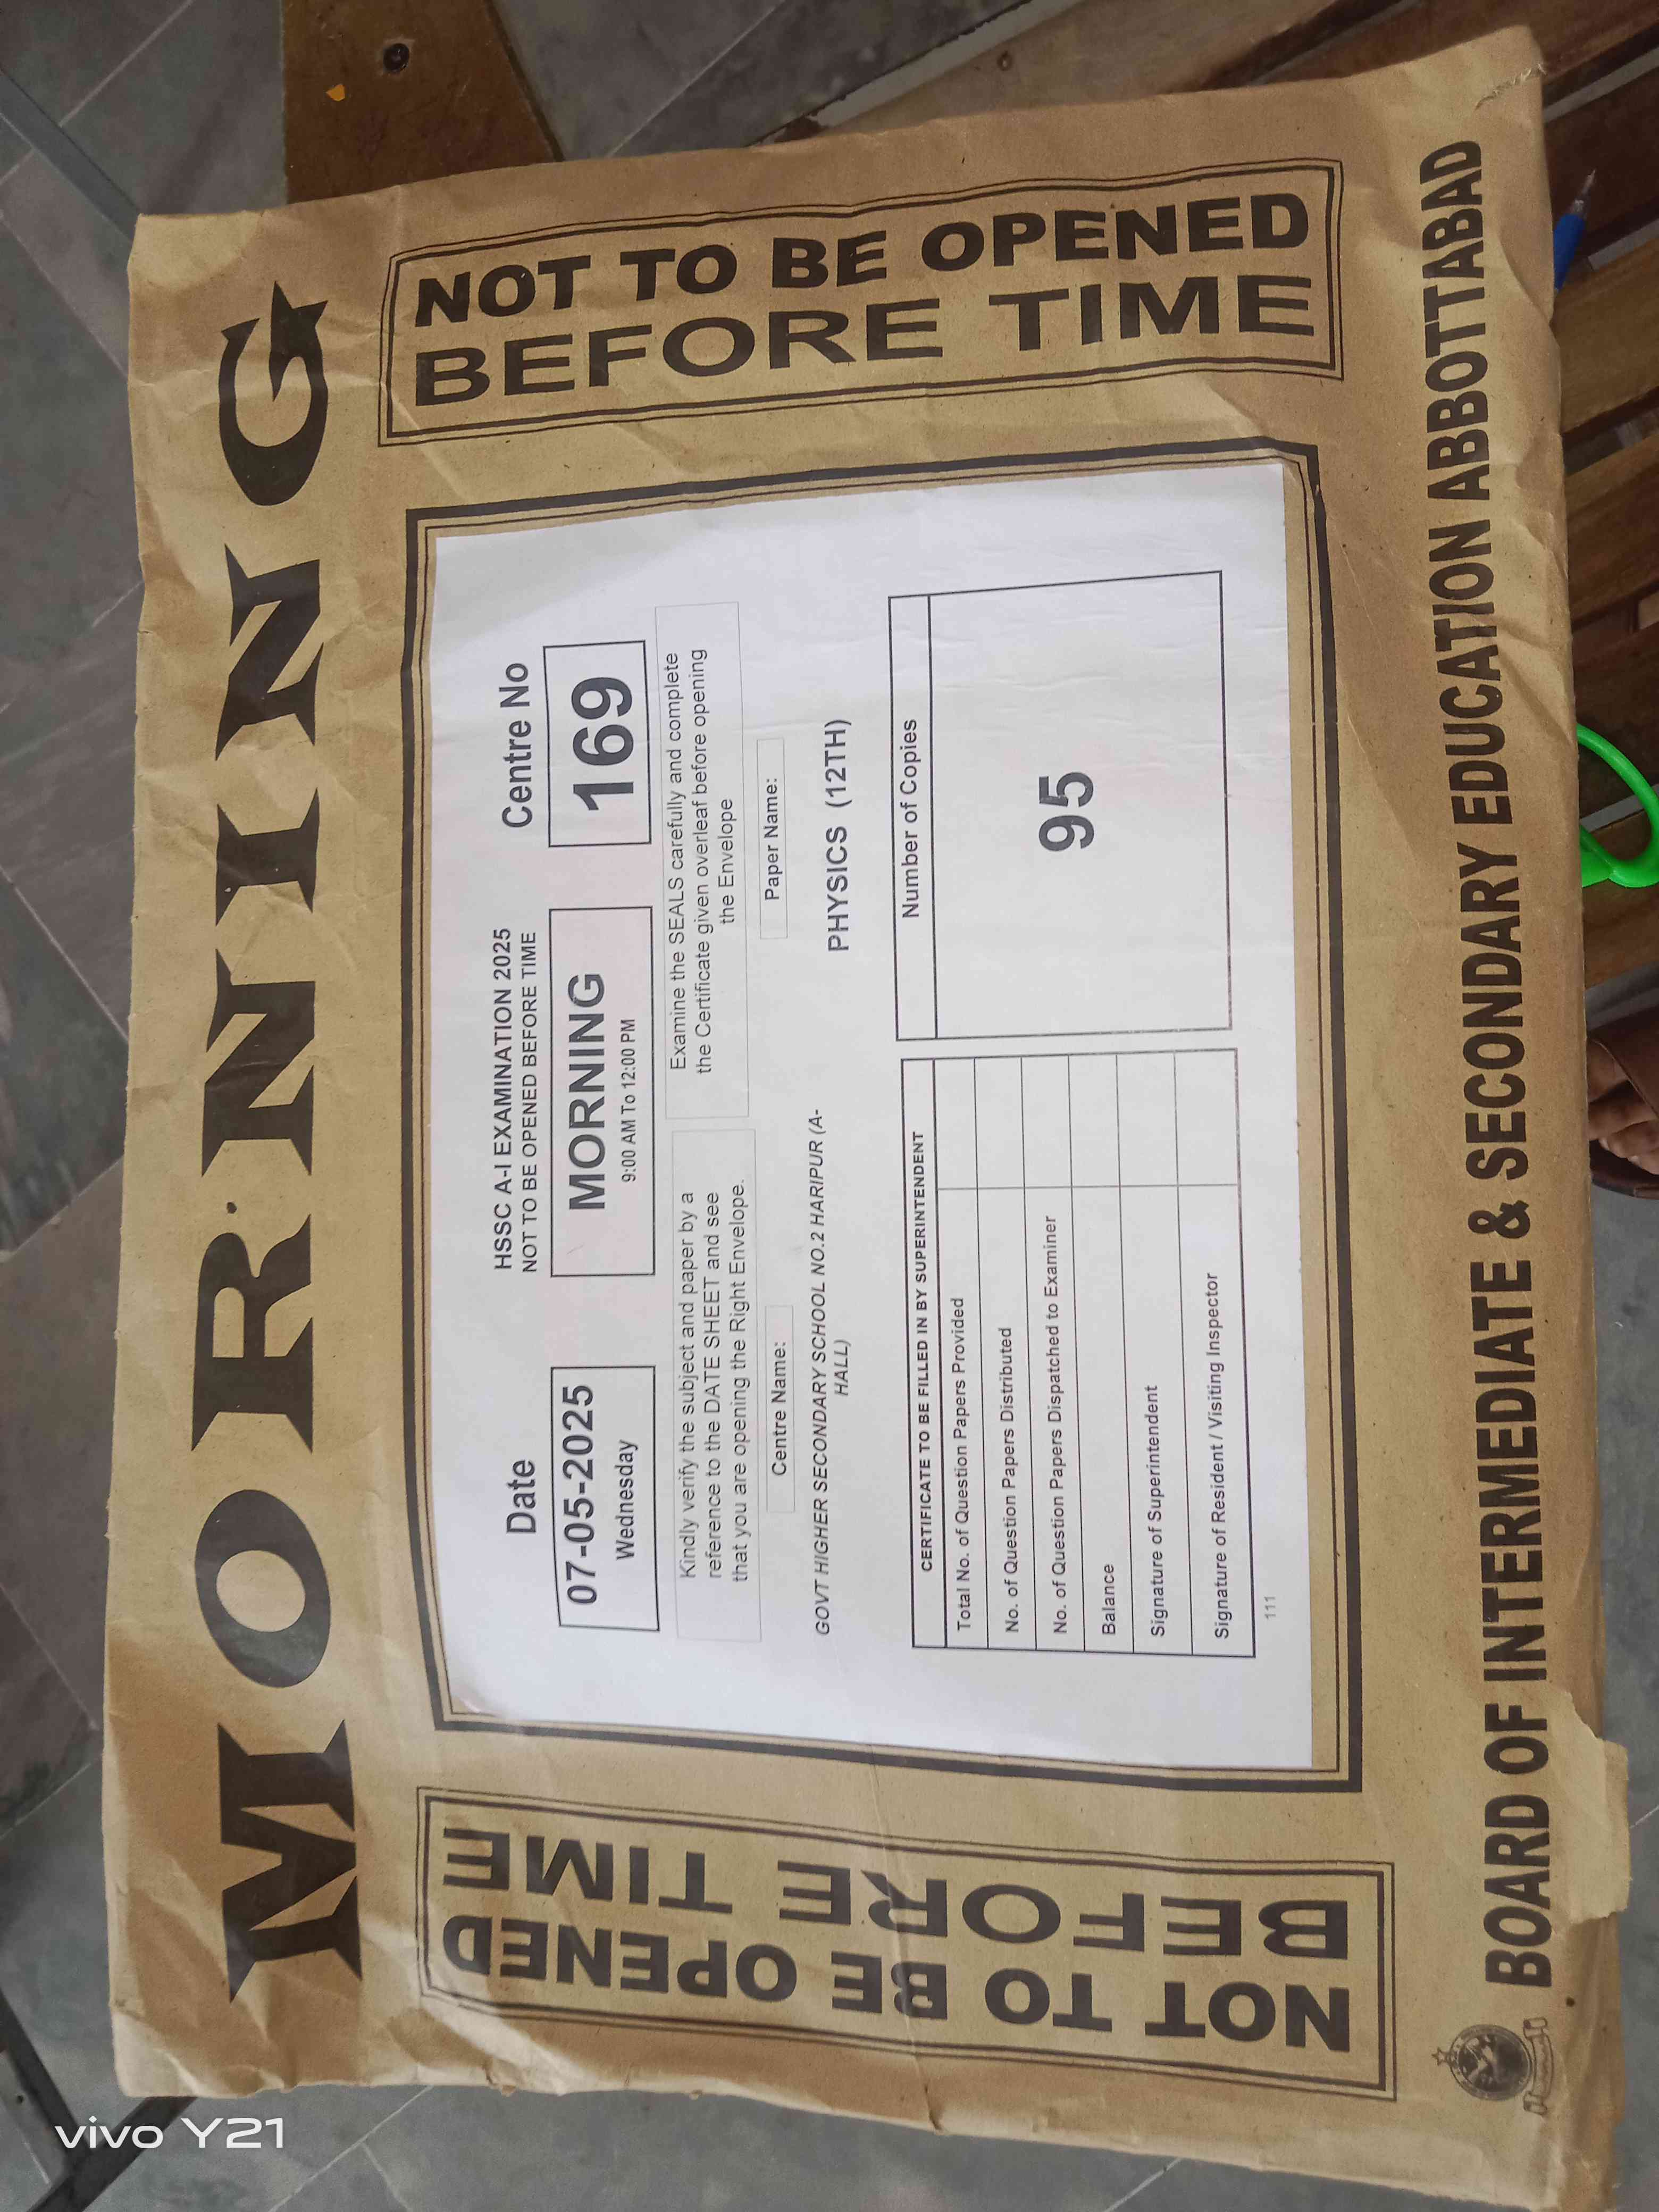 MORNING
NOT TO BE OPENED
BEFORE TIME
NOT TO BE OPENED
BEFORE TIME
HSSC A-I EXAMINATION 2025
NOT TO BE OPENED BEFORE TIME
Date
Centre No
07-05-2025
Wednesday
MORNING
9:00 AM To 12:00 PM
169
Kindly verify the subject and paper by a
reference to the DATE SHEET and see
that you are opening the Right Envelope.
Examine the SEALS carefully and complete
the Certificate given overleaf before opening
the Envelope
Centre Name:
Paper Name:
GOVT HIGHER SECONDARY SCHOOL NO.2 HARIPUR (A-
HALL)
PHYSICS (12TH)
CERTIFICATE TO BE FILLED IN BY SUPERINTENDENT
Total No. of Question Papers Provided
No. of Question Papers Distributed
No. of Question Papers Dispatched to Examiner
Balance
Signature of Superintendent
Signature of Resident / Visiting Inspector
Number of Copies
95
111
BOARD OF INTERMEDIATE & SECONDARY EDUCATION ABBOTTABAD
vivo Y21